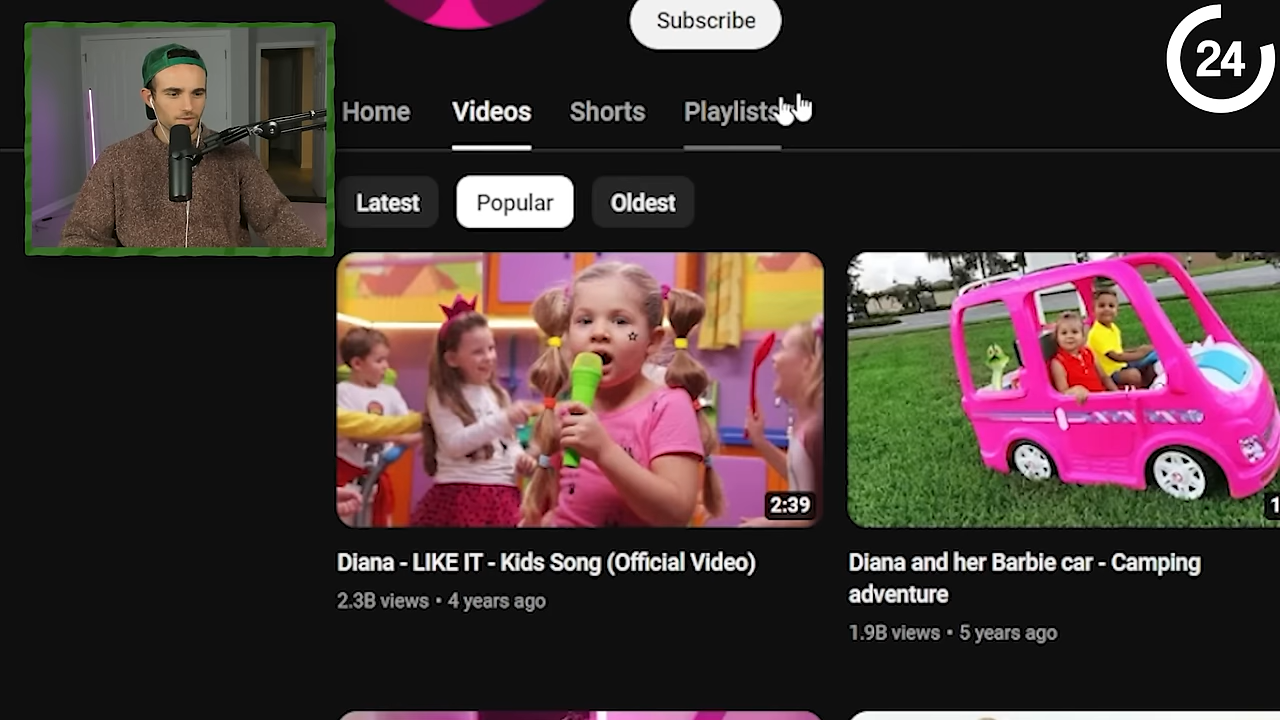 Subscribe
24
Home Videos Shorts Playlists
Latest Popular Oldest
2:39
1
Diana - LIKE IT - Kids Song (Official Video)
2.3B views • 4 years ago
Diana and her Barbie car - Camping
adventure
1.9B views • 5 years ago